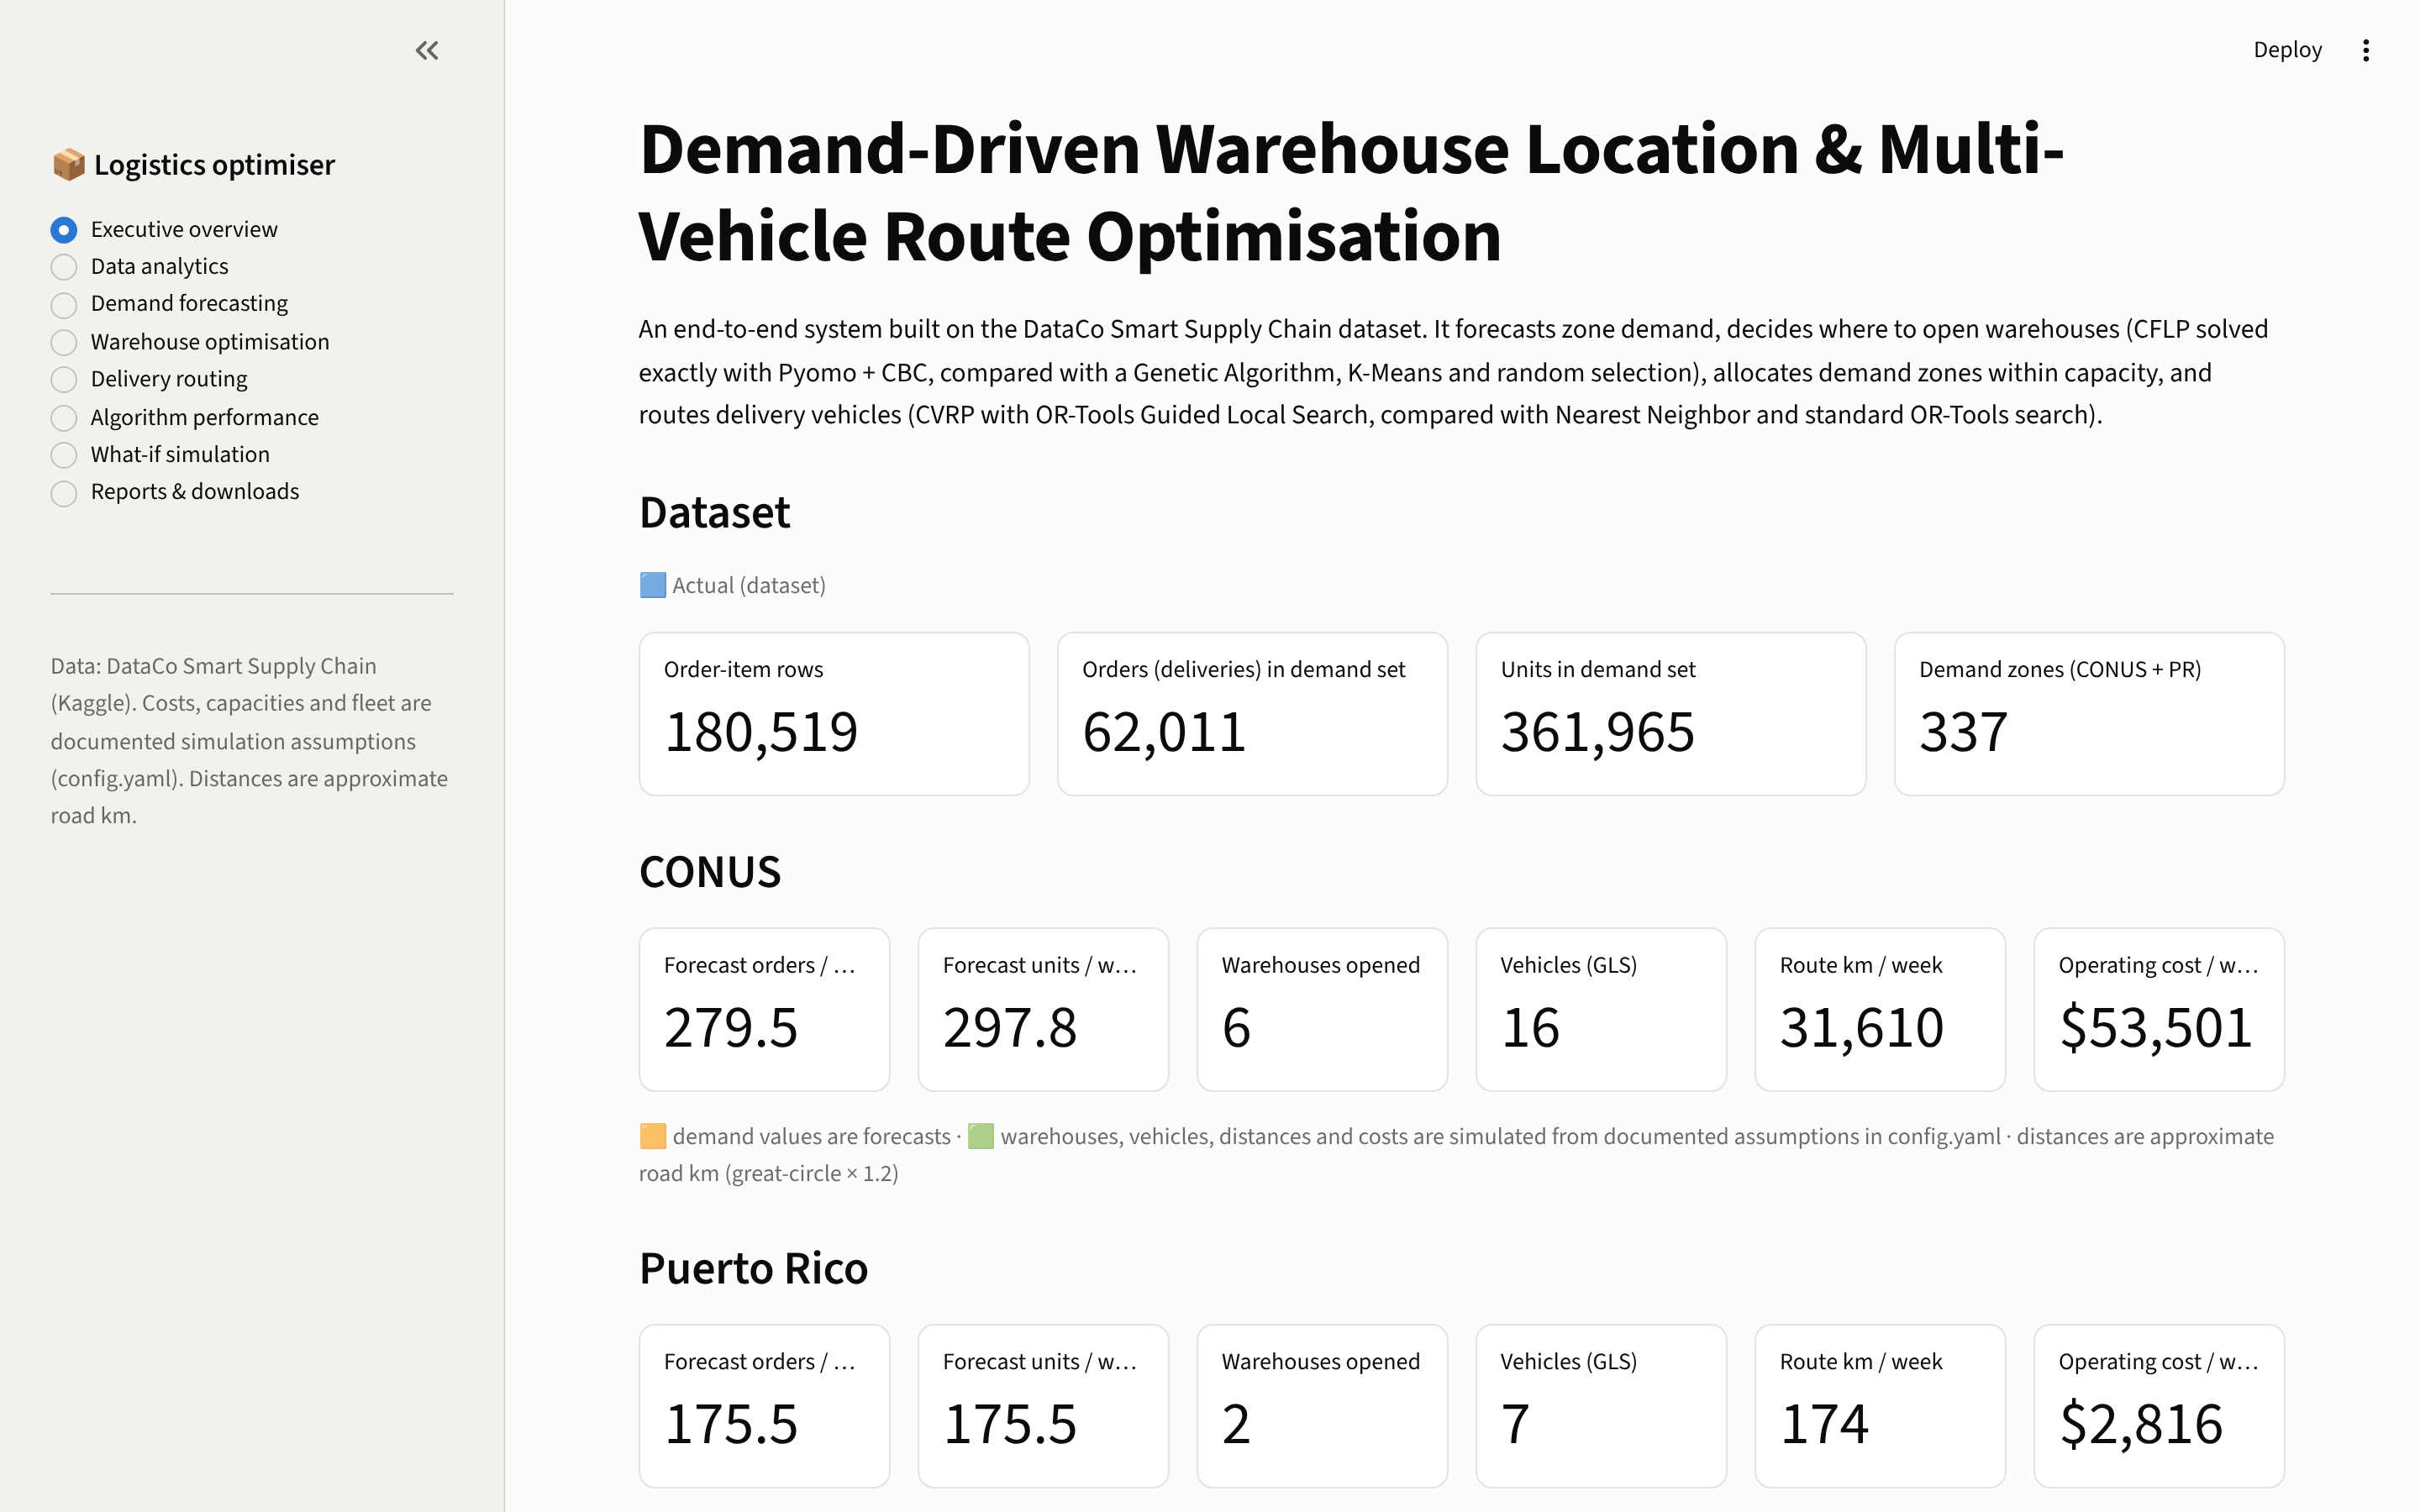 Deploy
📦 Logistics optimiser
Executive overview
Data analytics
Demand forecasting
Warehouse optimisation
Delivery routing
Algorithm performance
What-if simulation
Reports & downloads
Data: DataCo Smart Supply Chain
(Kaggle). Costs, capacities and fleet are
documented simulation assumptions
(config.yaml). Distances are approximate
road km.
Demand-Driven Warehouse Location & Multi-
Vehicle Route Optimisation
An end-to-end system built on the DataCo Smart Supply Chain dataset. It forecasts zone demand, decides where to open warehouses (CFLP solved
exactly with Pyomo + CBC, compared with a Genetic Algorithm, K-Means and random selection), allocates demand zones within capacity, and
routes delivery vehicles (CVRP with OR-Tools Guided Local Search, compared with Nearest Neighbor and standard OR-Tools search).
Dataset
🟦 Actual (dataset)
Order-item rows
180,519
Orders (deliveries) in demand set
62,011
Units in demand set
361,965
Demand zones (CONUS + PR)
337
CONUS
Forecast orders / …
279.5
Forecast units / w…
297.8
Warehouses opened
6
Vehicles (GLS)
16
Route km / week
31,610
Operating cost / w…
$53,501
🟧 demand values are forecasts · 🟩 warehouses, vehicles, distances and costs are simulated from documented assumptions in config.yaml · distances are approximate
road km (great-circle × 1.2)
Puerto Rico
Forecast orders / …
175.5
Forecast units / w…
175.5
Warehouses opened
2
Vehicles (GLS)
7
Route km / week
174
Operating cost / w…
$2,816